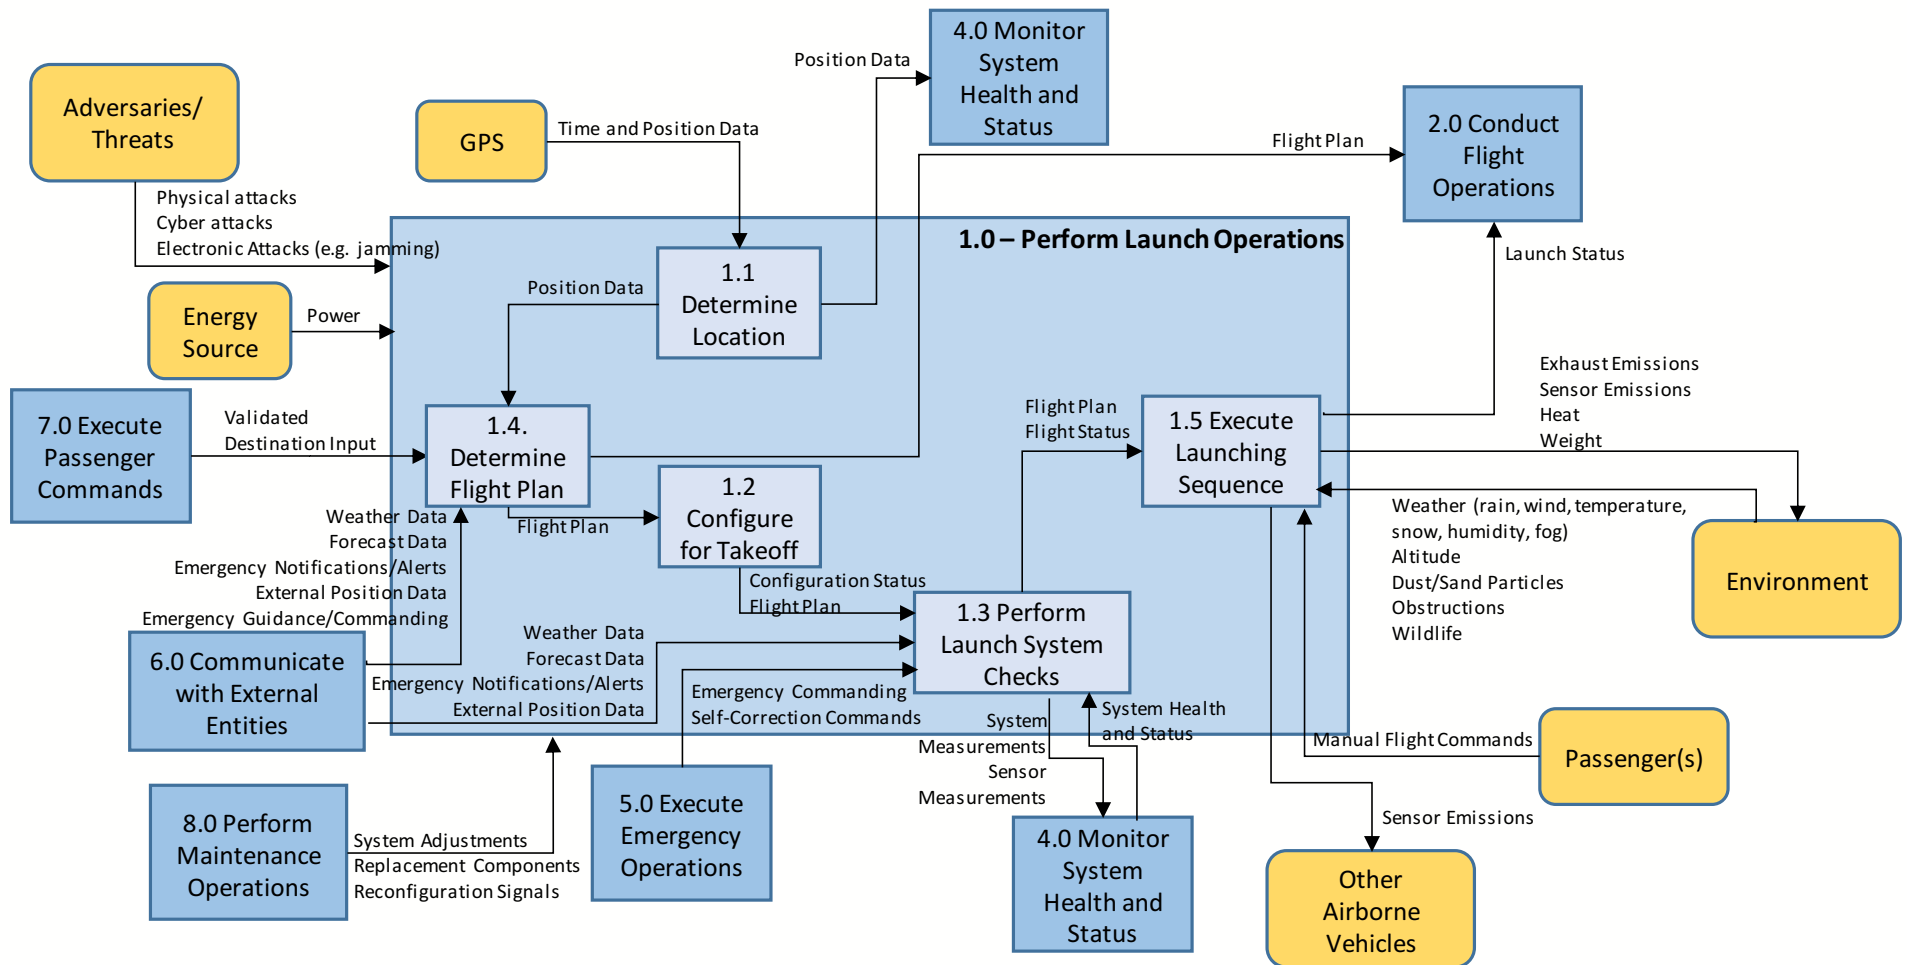 4.0 Monitor
System
Health and
Status
Position Data
Adversaries/
Threats
GPS
Time and Position Data
2.0 Conduct
Flight
Operations
Flight Plan
Physical attacks
Cyber attacks
Electronic Attacks (e.g. jamming)
1.0 – Perform Launch Operations
Launch Status
1.1
Determine
Location
Position Data
Energy
Source
Power
Exhaust Emissions
Sensor Emissions
Heat
Weight
7.0 Execute
Passenger
Commands
Validated
Destination Input
1.4.
Determine
Flight Plan
Flight Plan
Flight Status
1.5 Execute
Launching
Sequence
1.2
Configure
for Takeoff
Flight Plan
Weather (rain, wind, temperature,
snow, humidity, fog)
Altitude
Dust/Sand Particles
Obstructions
Wildlife
Environment
Weather Data
Forecast Data
Emergency Notifications/Alerts
External Position Data
Emergency Guidance/Commanding
Configuration Status
Flight Plan
1.3 Perform
Launch System
Checks
6.0 Communicate
with External
Entities
Weather Data
Forecast Data
Emergency Notifications/Alerts
External Position Data
Emergency Commanding
Self-Correction Commands
System
Measurements
Sensor
Measurements
System Health
and Status
Manual Flight Commands
Passenger(s)
8.0 Perform
Maintenance
Operations
System Adjustments
Replacement Components
Reconfiguration Signals
5.0 Execute
Emergency
Operations
4.0 Monitor
System
Health and
Status
Sensor Emissions
Other
Airborne
Vehicles